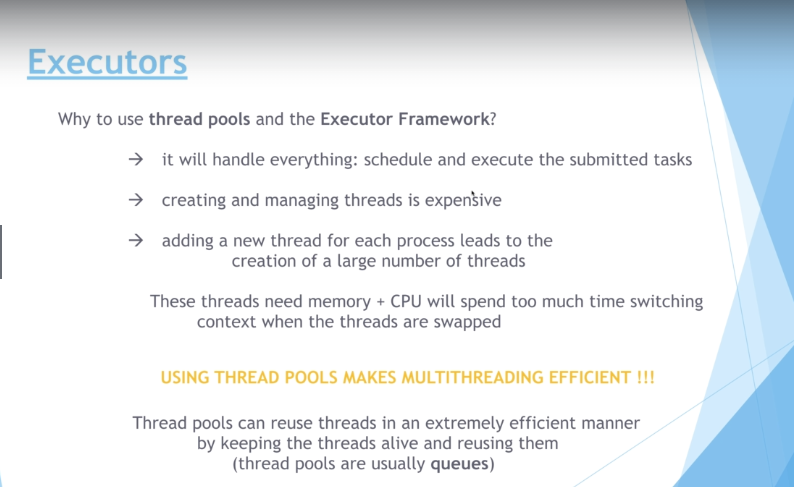 Executors
Why to use thread pools and the Executor Framework?
→ it will handle everything: schedule and execute the submitted tasks
→ creating and managing threads is expensive
→ adding a new thread for each process leads to the
creation of a large number of threads
These threads need memory + CPU will spend too much time switching
context when the threads are swapped
USING THREAD POOLS MAKES MULTITHREADING EFFICIENT !!!
Thread pools can reuse threads in an extremely efficient manner
by keeping the threads alive and reusing them
(thread pools are usually queues)